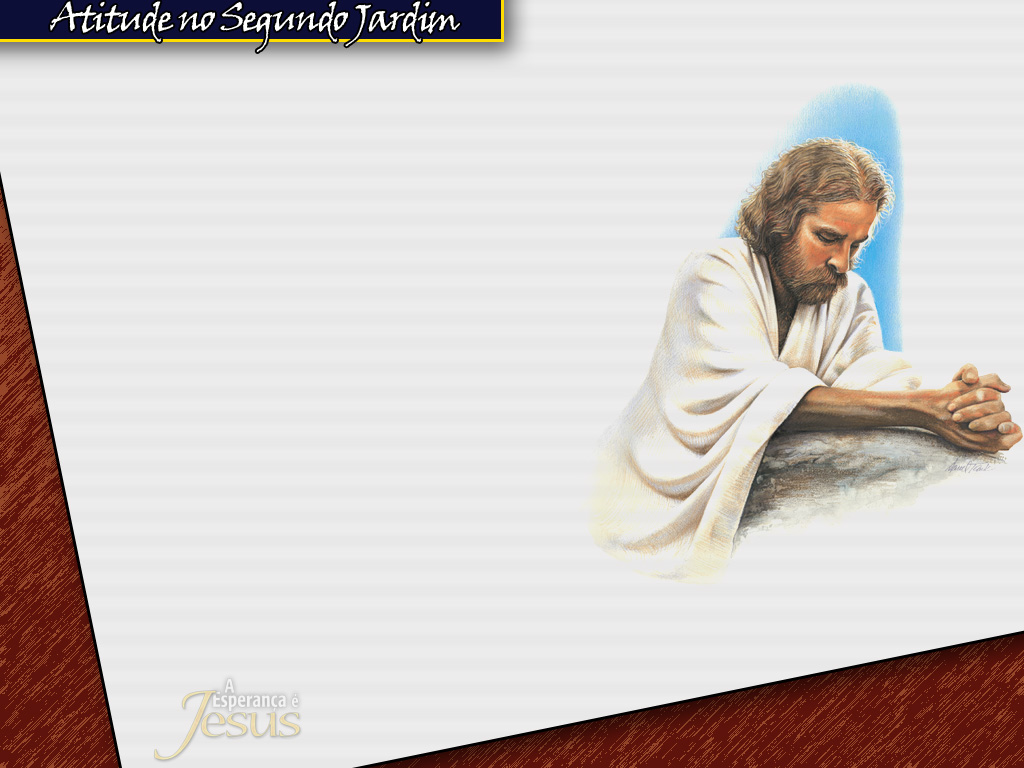 Atitude no Segundo Jardim
A
Esperança é
Jesus